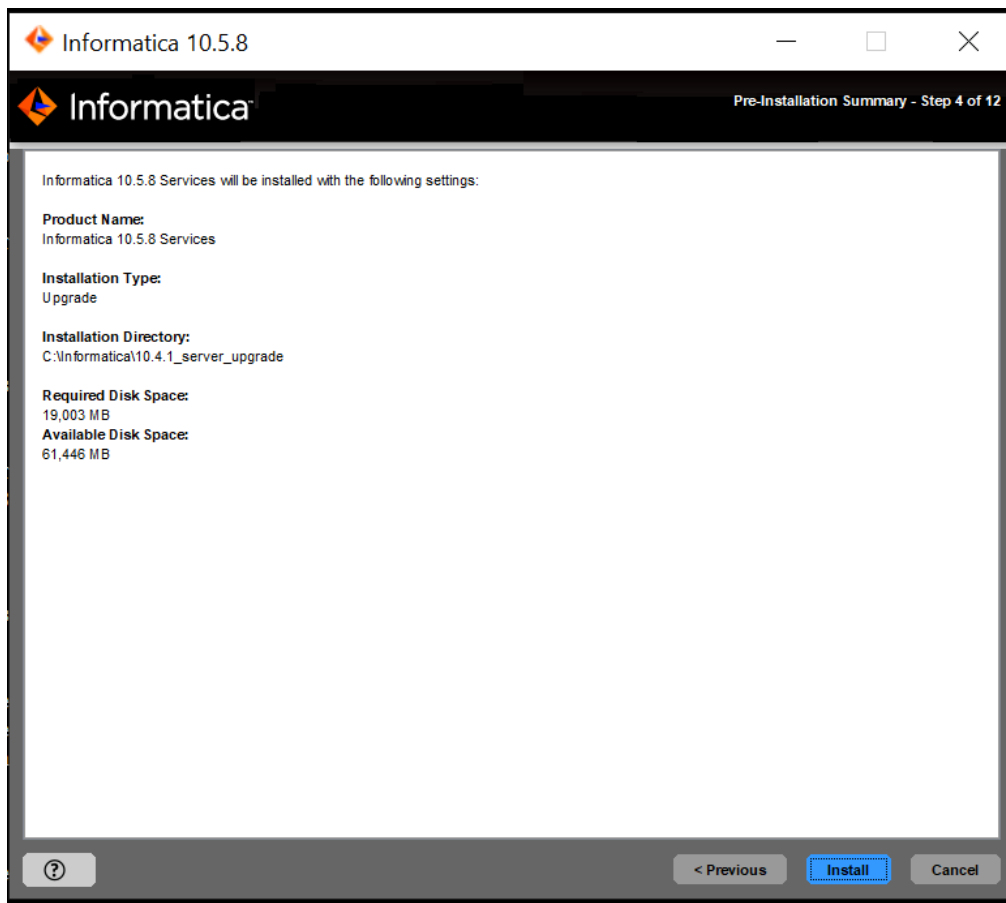 Informatica 10.5.8
Informatica
Pre-Installation Summary - Step 4 of 12
Informatica 10.5.8 Services will be installed with the following settings:
Product Name:
Informatica 10.5.8 Services
Installation Type:
Upgrade
Installation Directory:
C:\Informatica\10.4.1_server_upgrade
Required Disk Space:
19,003 MB
Available Disk Space:
61,446 MB
?
< Previous
Install
Cancel